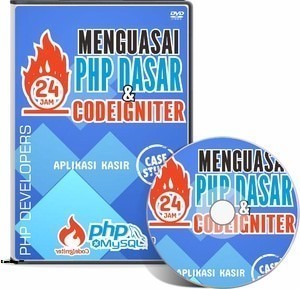 DVD
MENGUASAI
PHP DASAR
24 JAM
&
CODEIGNITER
PHP DEVELOPERS
APLIKASI KASIR
CASE
STUDY
CodeIgniter
php
MySQL
MENGUASAI
PHP DASAR
24 JAM
&
CODEIGNITER
APLIKASI KASIR
CASE